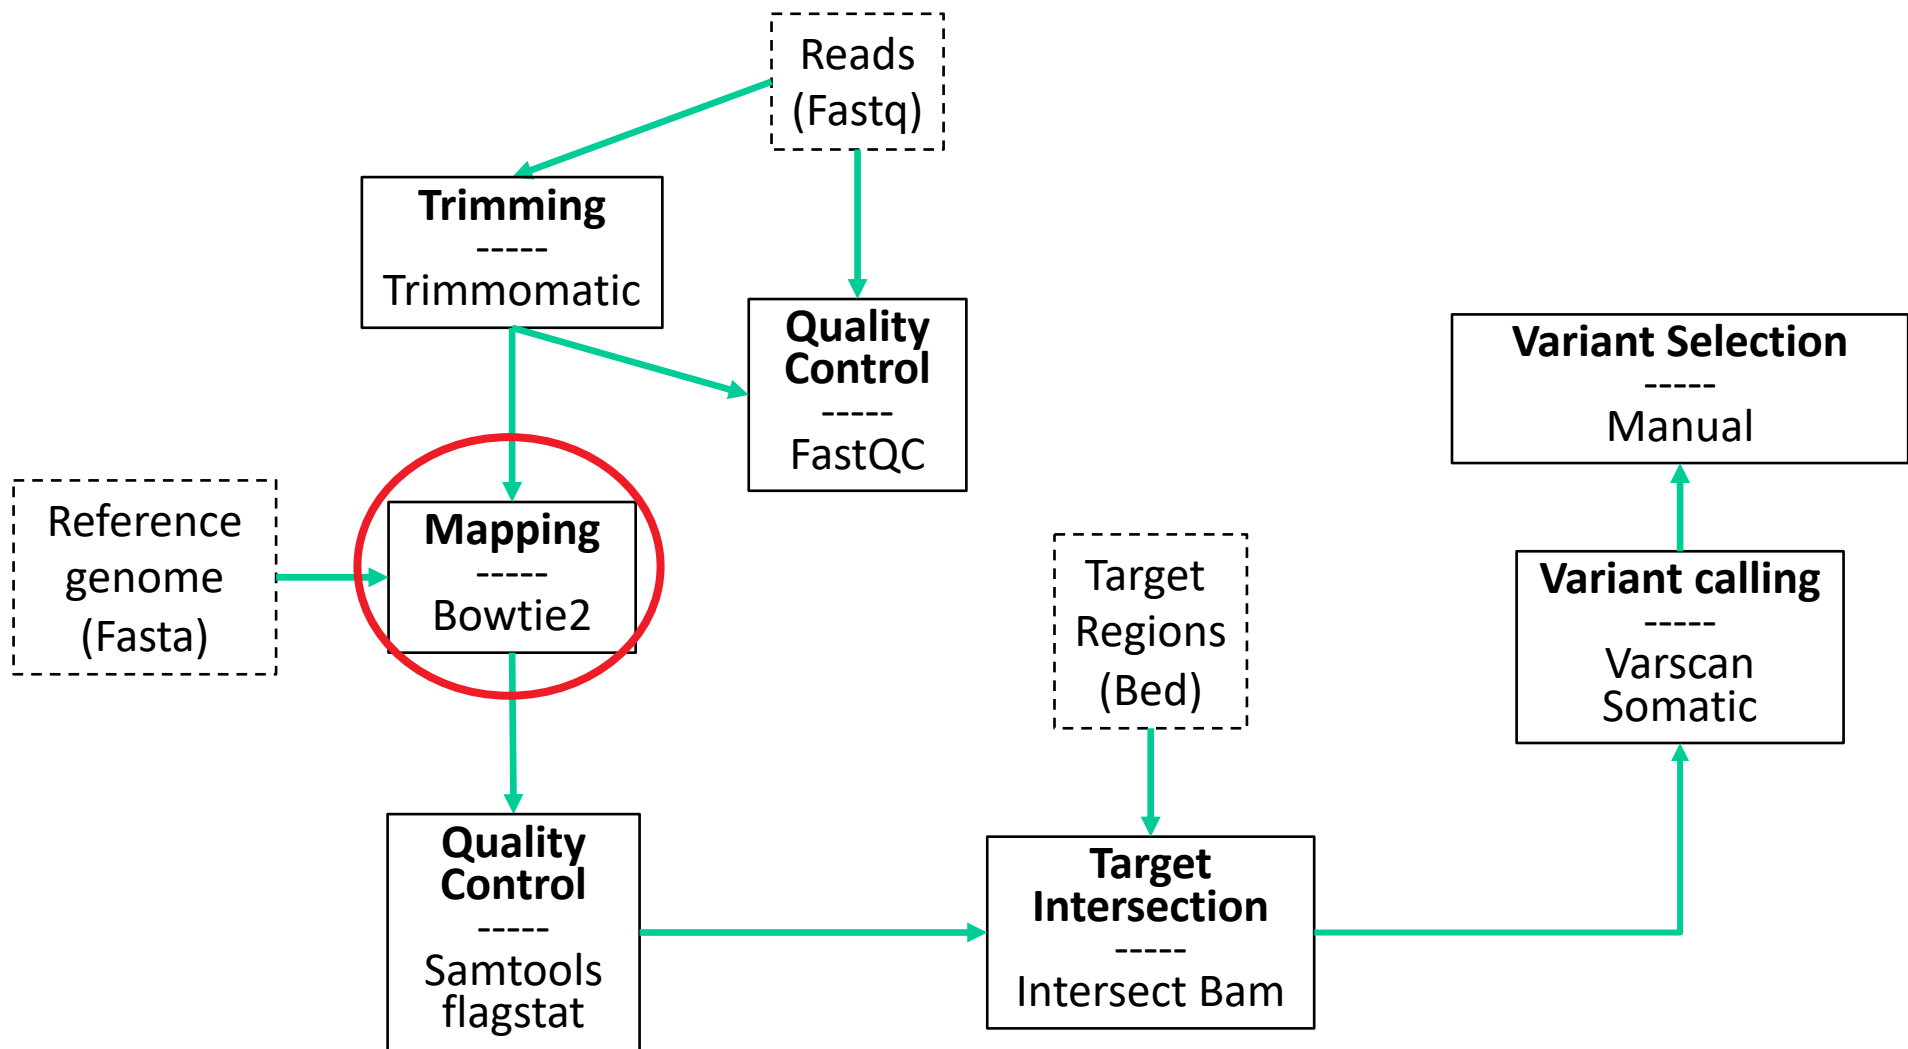 Reads
(Fastq)
Trimming
-----
Trimmomatic
Quality
Control
-----
FastQC
Variant Selection
-----
Manual
Reference
genome
(Fasta)
Mapping
-----
Bowtie2
Target
Regions
(Bed)
Variant calling
-----
Varscan
Somatic
Quality
Control
-----
Samtools
flagstat
Target
Intersection
-----
Intersect Bam